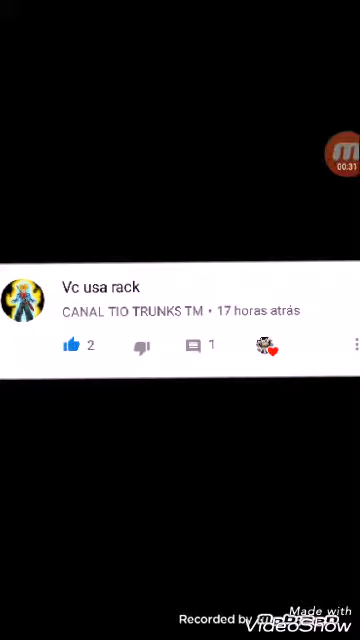 00:31
Vc usa rack
CANAL TIO TRUNKS TM • 17 horas atrás
2
1
Made with
Recorded by
VideoShow